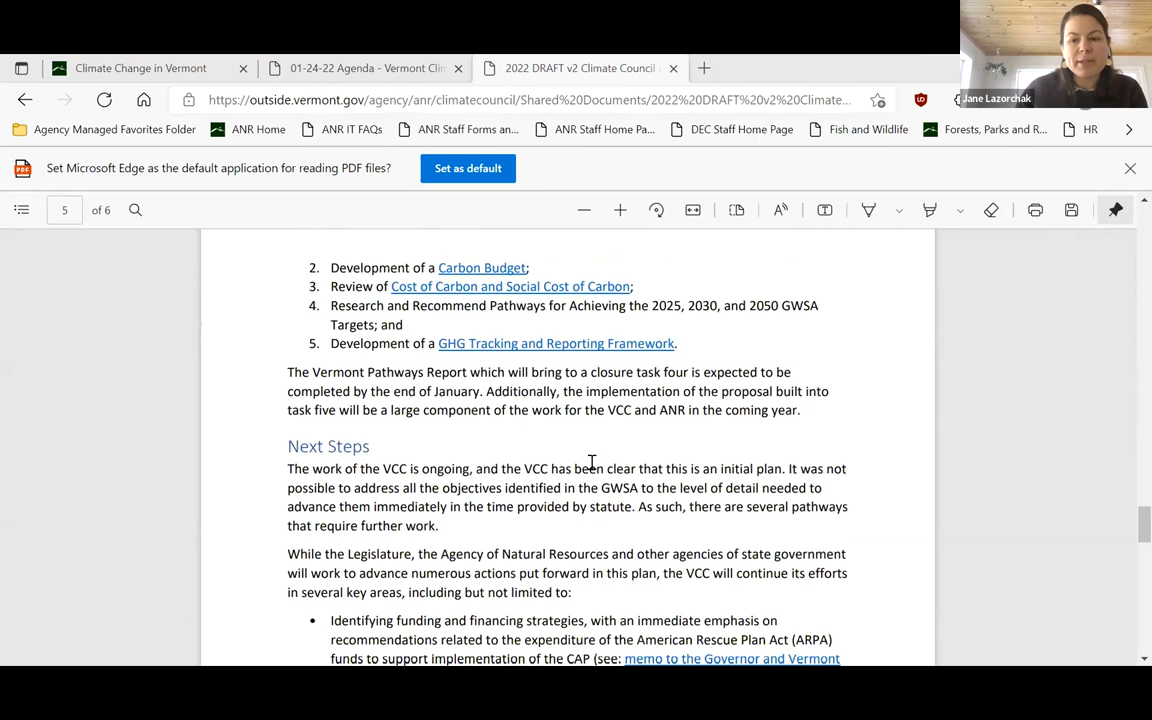 Climate Change in Vermont
01-24-22 Agenda - Vermont Clim
2022 DRAFT v2 Climate Council
Jane Lazorchak
https://outside.vermont.gov/agency/anr/climatecouncil/Shared%20Documents/2022%20DRAFT%20v2%20Climate...
Agency Managed Favorites Folder
ANR Home
ANR IT FAQs
ANR Staff Forms an...
ANR Staff Home Pa...
DEC Staff Home Page
Fish and Wildlife
Forests, Parks and R...
HR
Set Microsoft Edge as the default application for reading PDF files?
Set as default
5 of 6
2. Development of a Carbon Budget;
3. Review of Cost of Carbon and Social Cost of Carbon;
4. Research and Recommend Pathways for Achieving the 2025, 2030, and 2050 GWSA
Targets; and
5. Development of a GHG Tracking and Reporting Framework.
The Vermont Pathways Report which will bring to a closure task four is expected to be
completed by the end of January. Additionally, the implementation of the proposal built into
task five will be a large component of the work for the VCC and ANR in the coming year.
Next Steps
The work of the VCC is ongoing, and the VCC has been clear that this is an initial plan. It was not
possible to address all the objectives identified in the GWSA to the level of detail needed to
advance them immediately in the time provided by statute. As such, there are several pathways
that require further work.
While the Legislature, the Agency of Natural Resources and other agencies of state government
will work to advance numerous actions put forward in this plan, the VCC will continue its efforts
in several key areas, including but not limited to:
• Identifying funding and financing strategies, with an immediate emphasis on
recommendations related to the expenditure of the American Rescue Plan Act (ARPA)
funds to support implementation of the CAP (see: memo to the Governor and Vermont